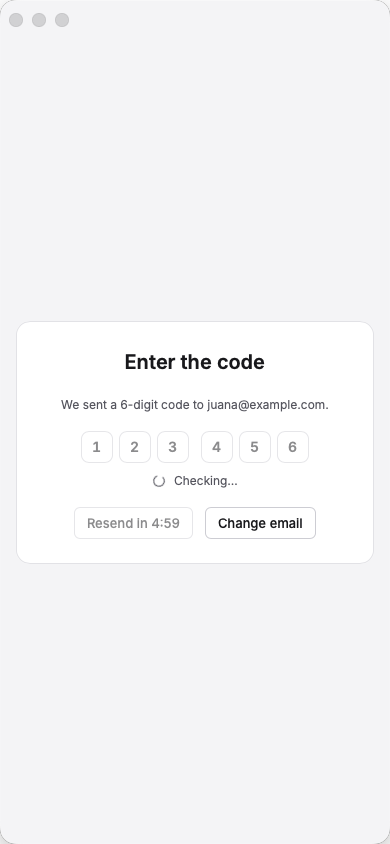 Enter the code
We sent a 6-digit code to juana@example.com.
1 2 3 4 5 6
Checking...
Resend in 4:59 Change email